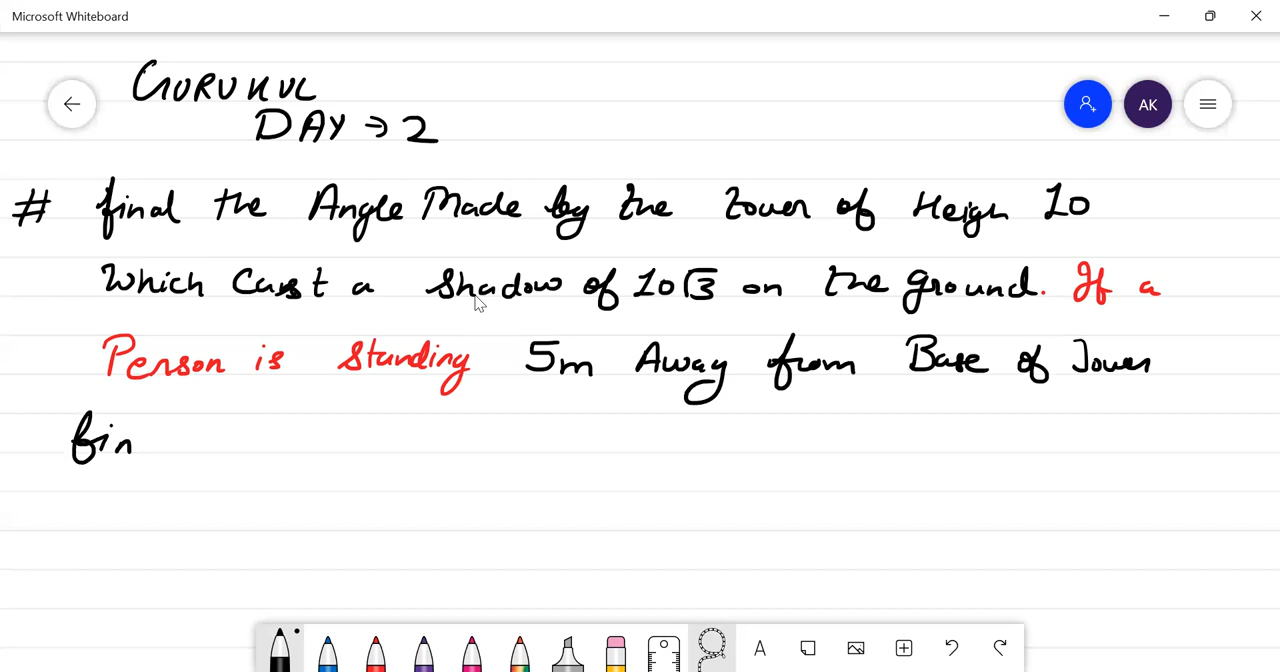 Microsoft Whiteboard
GURUKUL
DAY → 2
AK
# find the Angle Made by the tower of Heigh 10
Which Cast a shadow of 10√3 on the ground. If a
Person is standing 5m Away from Base of Tower
fin
A